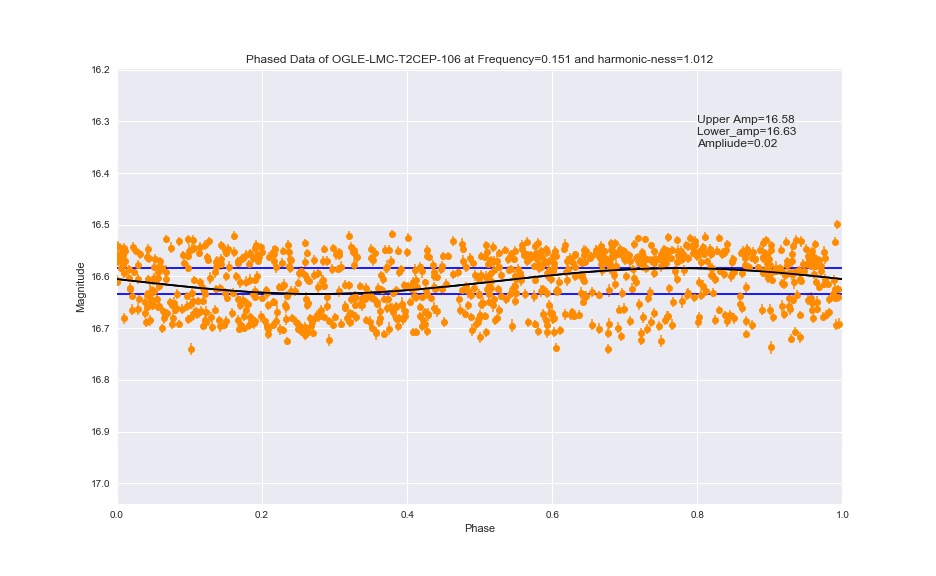 Phased Data of OGLE-LMC-T2CEP-106 at Frequency=0.151 and harmonic-ness=1.012
16.2
16.3
16.4
16.5
16.6
16.7
16.8
16.9
17.0
Magnitude
Upper Amp=16.58
Lower_amp=16.63
Ampliude=0.02
0.0
0.2
0.4
0.6
0.8
1.0
Phase